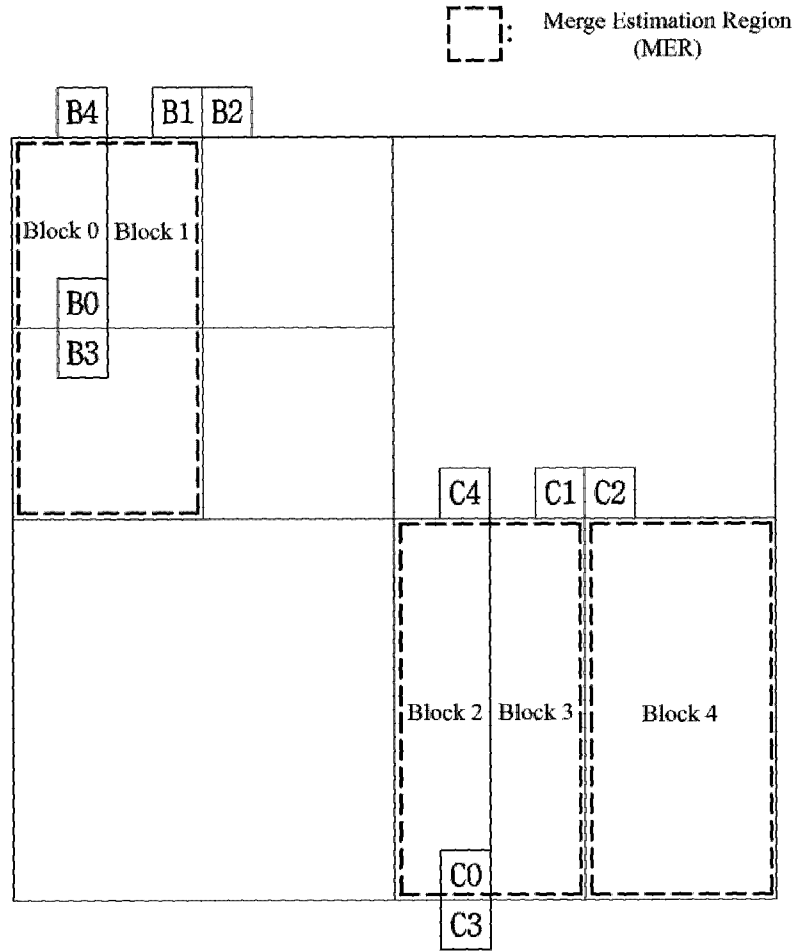 Merge Estimation Region
(MER)
:
B4 B1 B2
Block 0 Block 1
B0
B3
C4 C1 C2
Block 2 Block 3 Block 4
C0
C3